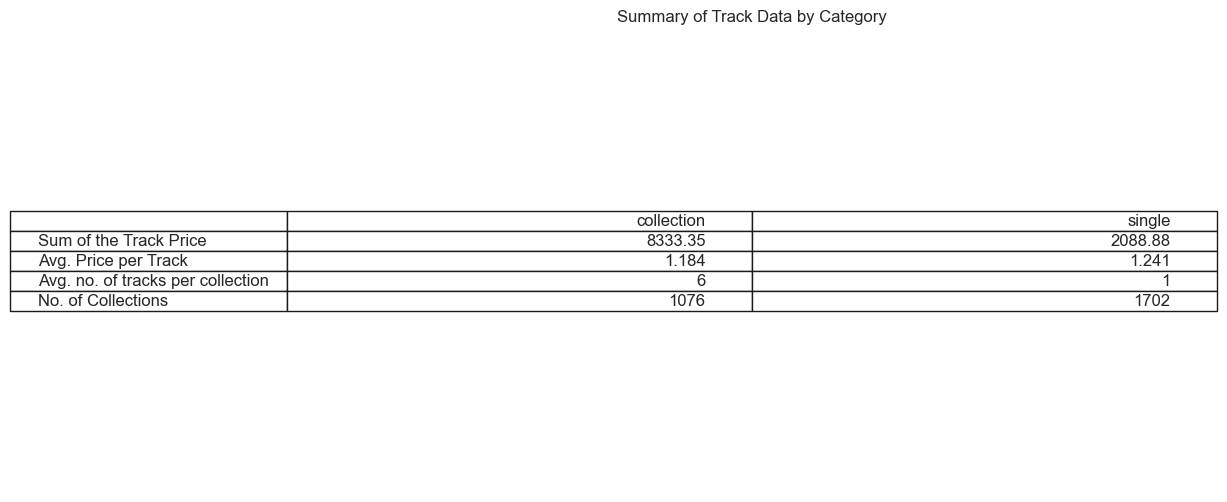 Summary of Track Data by Category
collection single
Sum of the Track Price 8333.35 2088.88
Avg. Price per Track 1.184 1.241
Avg. no. of tracks per collection 6 1
No. of Collections 1076 1702